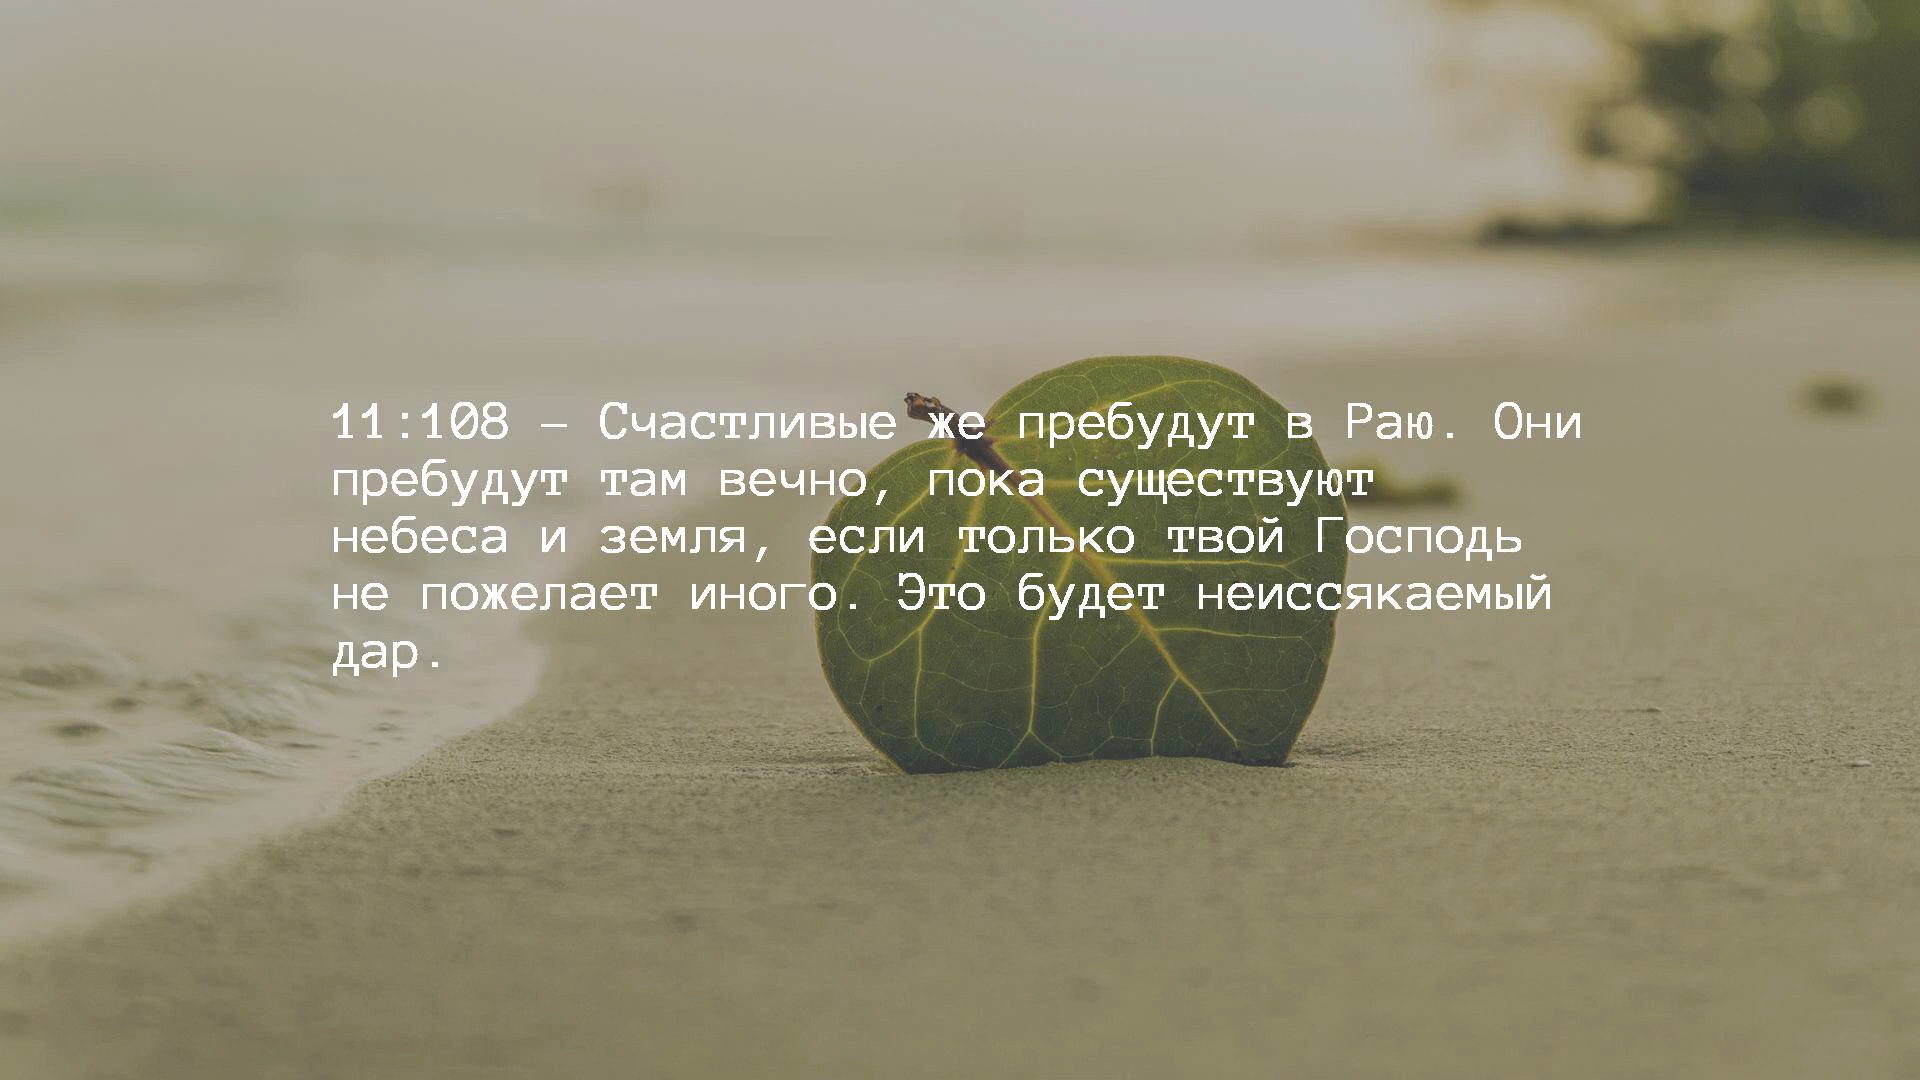 11:108 – Счастливые же пребудут в Раю. Они
пребудут там вечно, пока существуют
небеса и земля, если только твой Господь
не пожелает иного. Это будет неиссякаемый
дар.